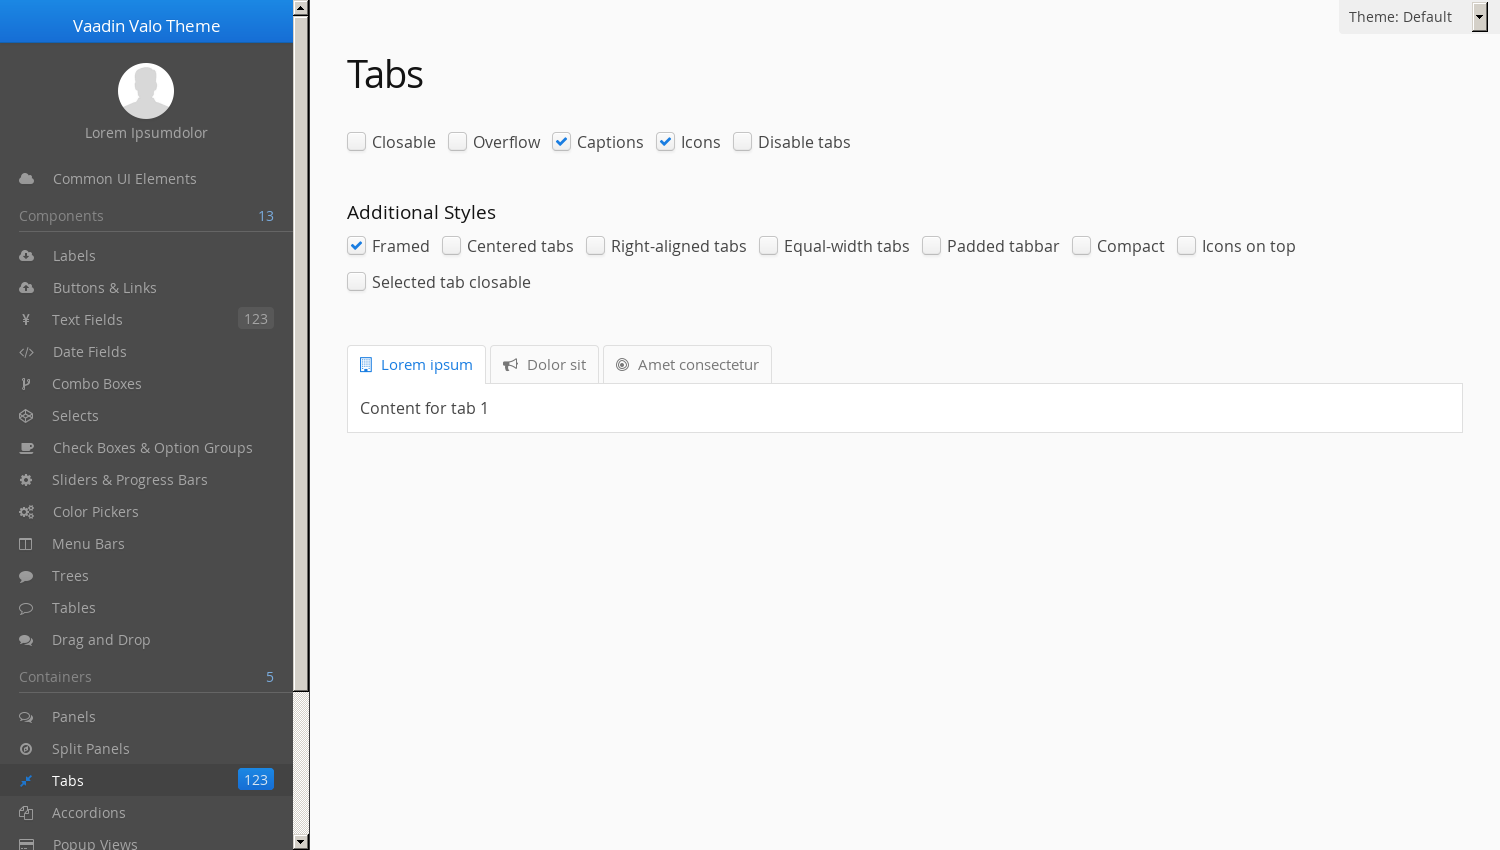 Vaadin Valo Theme
Lorem Ipsumdolor
Common UI Elements
Components 13
Labels
Buttons & Links
Text Fields 123
Date Fields
Combo Boxes
Selects
Check Boxes & Option Groups
Sliders & Progress Bars
Color Pickers
Menu Bars
Trees
Tables
Drag and Drop
Containers 5
Panels
Split Panels
Tabs 123
Accordions
Popup Views
Theme: Default
Tabs
Closable Overflow Captions Icons Disable tabs
Additional Styles
Framed Centered tabs Right-aligned tabs Equal-width tabs Padded tabbar Compact Icons on top
Selected tab closable
Lorem ipsum Dolor sit Amet consectetur
Content for tab 1